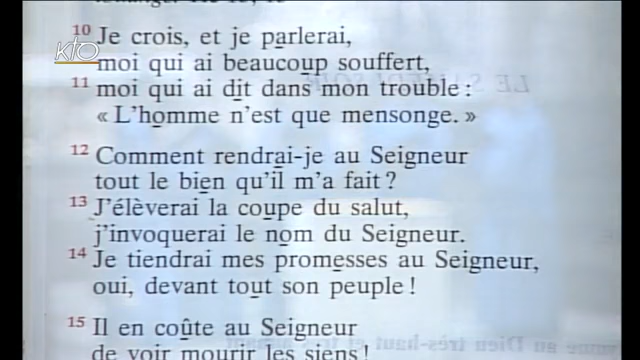 10 Je crois, et je parlerai,
KTO
moi qui ai beaucoup souffert,
11 moi qui ai dit dans mon trouble :
« L'homme n'est que mensonge. »
12 Comment rendrai-je au Seigneur
tout le bien qu'il m'a fait ?
13 J'élèverai la coupe du salut,
j'invoquerai le nom du Seigneur.
14 Je tiendrai mes promesses au Seigneur,
oui, devant tout son peuple !
15 Il en coûte au Seigneur
de voir mourir les siens !